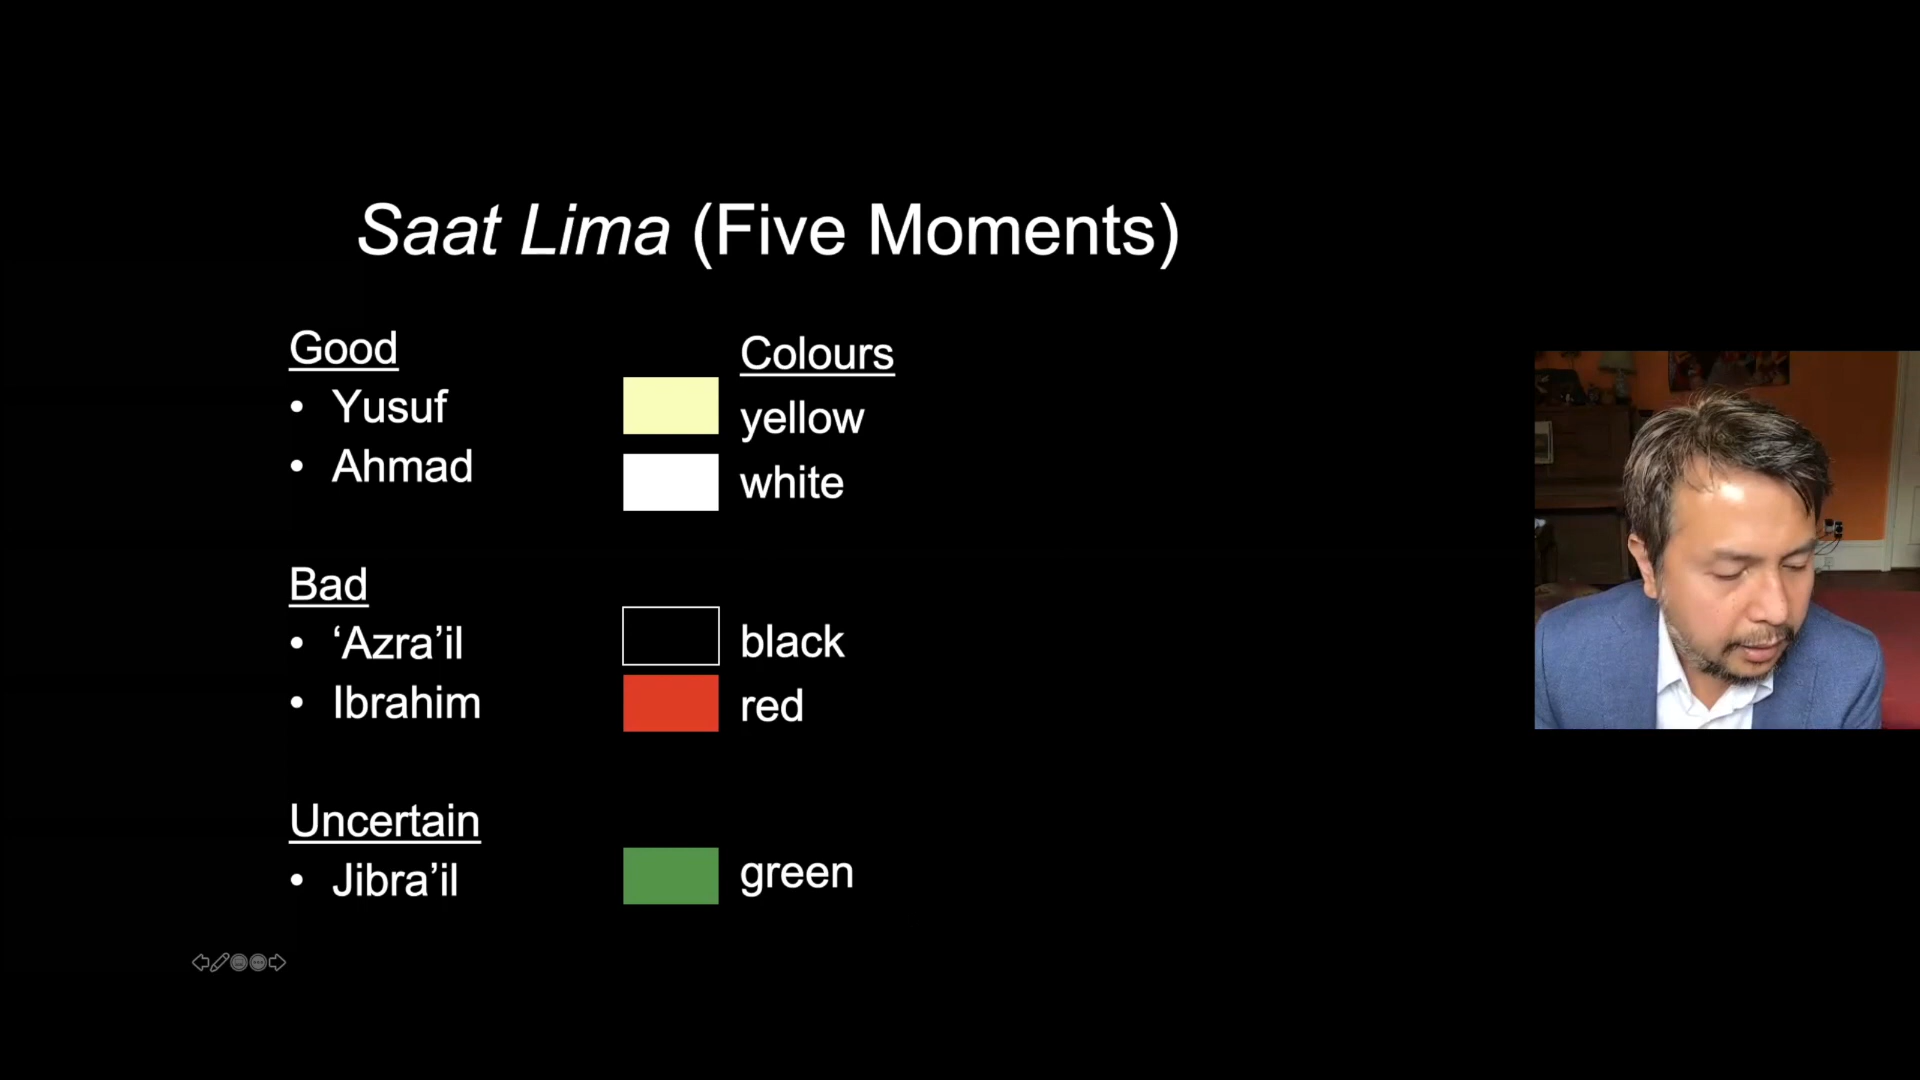 Saat Lima (Five Moments)
Good
• Yusuf
• Ahmad
Colours
yellow
white
Bad
• ‘Azra’il
• Ibrahim
black
red
Uncertain
• Jibra’il
green